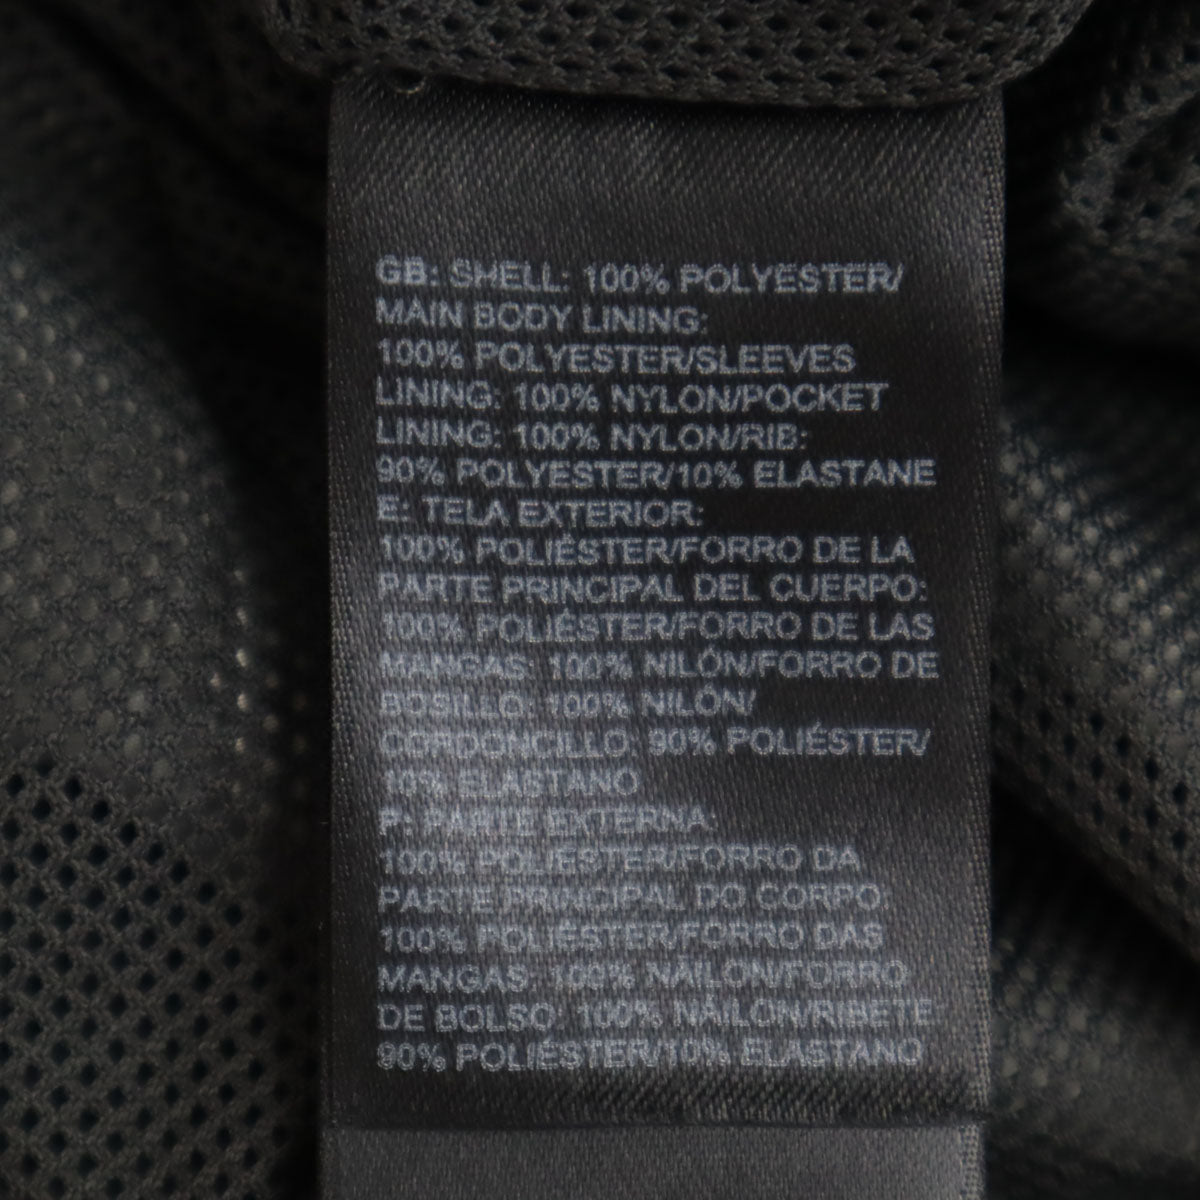 GB: SHELL: 100% POLYESTER/
MAIN BODY LINING:
100% POLYESTER/SLEEVES
LINING: 100% NYLON/POCKET
LINING: 100% NYLON/RIB:
90% POLYESTER/10% ELASTANE
E: TELA EXTERIOR:
100% POLIÉSTER/FORRO DE LA
PARTE PRINCIPAL DEL CUERPO:
100% POLIÉSTER/FORRO DE LAS
MANGAS: 100% NILÓN/FORRO DE
BOSILLO: 100% NILÓN/
CORDONCILLO: 90% POLIÉSTER/
10% ELASTANO
P: PARTE EXTERNA:
100% POLIÉSTER/FORRO DA
PARTE PRINCIPAL DO CORPO:
100% POLIÉSTER/FORRO DAS
MANGAS: 100% NÁILON/FORRO
DE BOLSO: 100% NÁILON/RIBETE
90% POLIÉSTER/10% ELASTANO